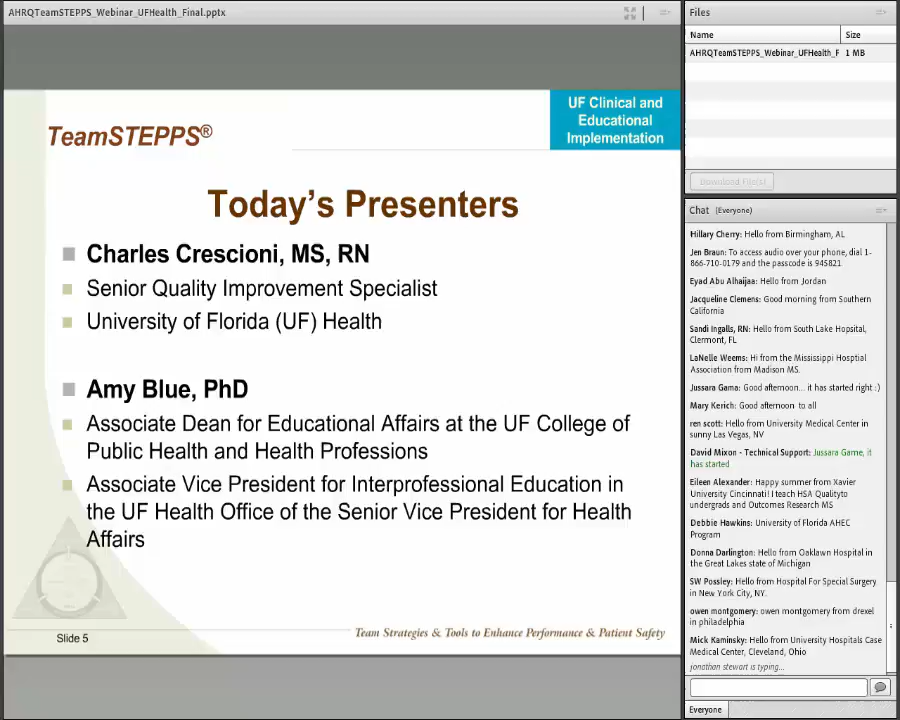 AHRQTeamSTEPPS_Webinar_UFHealth_Final.pptx
TeamSTEPPS®
UF Clinical and
Educational
Implementation
Today's Presenters
Charles Crescioni, MS, RN
Senior Quality Improvement Specialist
University of Florida (UF) Health
Amy Blue, PhD
Associate Dean for Educational Affairs at the UF College of
Public Health and Health Professions
Associate Vice President for Interprofessional Education in
the UF Health Office of the Senior Vice President for Health
Affairs
Slide 5
Team Strategies & Tools to Enhance Performance & Patient Safety
Files
Name Size
AHRQTeamSTEPPS_Webinar_UFHealth_F 1 MB
Download File(s)
Chat (Everyone)
Hillary Cherry: Hello from Birmingham, AL
Jen Braun: To access audio over your phone, dial 1-
866-710-0179 and the passcode is 945821
Eyad Abu Alhaijaa: Hello from Jordan
Jacqueline Clemens: Good morning from Southern
California
Sandi Ingalls, RN: Hello from South Lake Hopsital,
Clermont, FL
LaNelle Weems: Hi from the Mississippi Hosptial
Association from Madison MS.
Jussara Gama: Good afternoon... it has started right :)
Mary Kerich: Good afternoon to all
ren scott: Hello from University Medical Center in
sunny Las Vegas, NV
David Mixon - Technical Support: Jussara Game, it
has started
Eileen Alexander: Happy summer from Xavier
University Cincinnati! I teach HSA Qualityto
undergrads and Outcomes Research MS
Debbie Hawkins: University of Florida AHEC
Program
Donna Darlington: Hello from Oaklawn Hospital in
the Great Lakes state of Michigan
SW Possley: Hello from Hospital For Special Surgery
in New York City, NY.
owen montgomery: owen montgomery from drexel
in philadelphia
Mick Kaminsky: Hello from University Hospitals Case
Medical Center, Cleveland, Ohio
jonathan stewart is typing...
Everyone